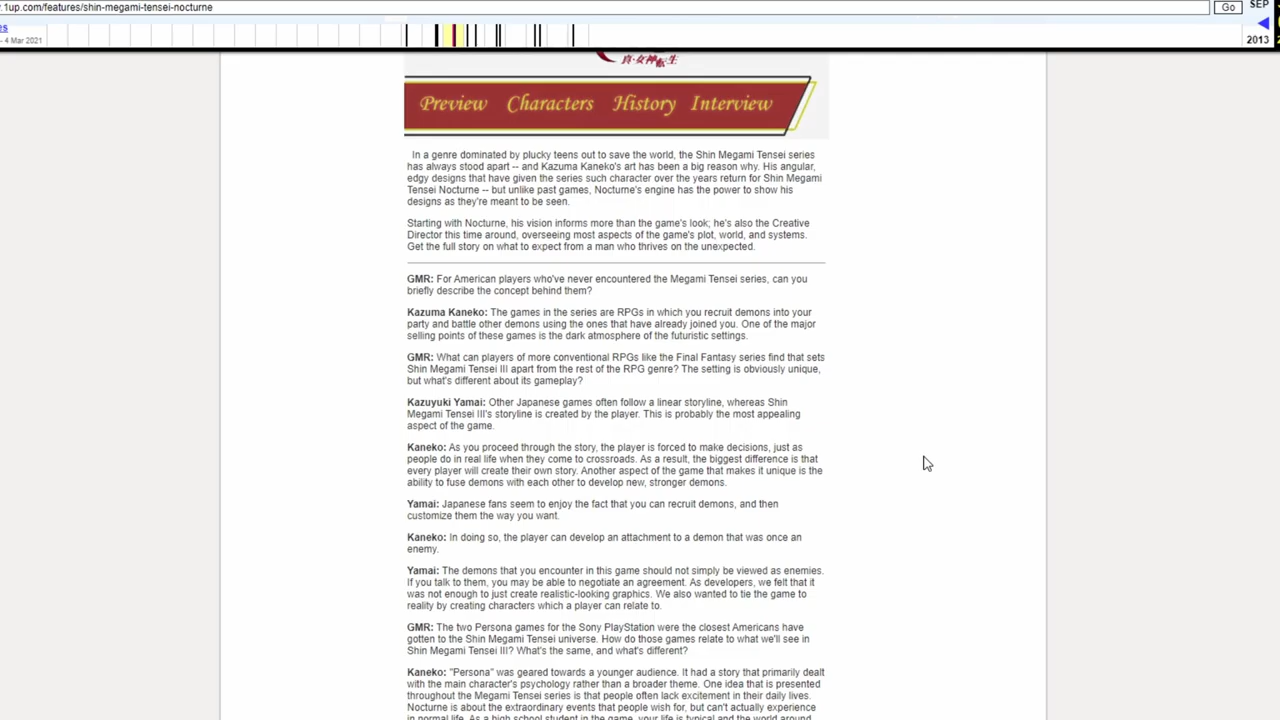 .1up.com/features/shin-megami-tensei-nocturne
Go
SEP
es
- 4 Mar 2021
2013
真・女神転生
Preview Characters History Interview
In a genre dominated by plucky teens out to save the world, the Shin Megami Tensei series
has always stood apart -- and Kazuma Kaneko's art has been a big reason why. His angular,
edgy designs that have given the series such character over the years return for Shin Megami
Tensei Nocturne -- but unlike past games, Nocturne's engine has the power to show his
designs as they're meant to be seen.
Starting with Nocturne, his vision informs more than the game's look; he's also the Creative
Director this time around, overseeing most aspects of the game's plot, world, and systems.
Get the full story on what to expect from a man who thrives on the unexpected.
GMR: For American players who've never encountered the Megami Tensei series, can you
briefly describe the concept behind them?
Kazuma Kaneko: The games in the series are RPGs in which you recruit demons into your
party and battle other demons using the ones that have already joined you. One of the major
selling points of these games is the dark atmosphere of the futuristic settings.
GMR: What can players of more conventional RPGs like the Final Fantasy series find that sets
Shin Megami Tensei III apart from the rest of the RPG genre? The setting is obviously unique,
but what's different about its gameplay?
Kazuyuki Yamai: Other Japanese games often follow a linear storyline, whereas Shin
Megami Tensei III's storyline is created by the player. This is probably the most appealing
aspect of the game.
Kaneko: As you proceed through the story, the player is forced to make decisions, just as
people do in real life when they come to crossroads. As a result, the biggest difference is that
every player will create their own story. Another aspect of the game that makes it unique is the
ability to fuse demons with each other to develop new, stronger demons.
Yamai: Japanese fans seem to enjoy the fact that you can recruit demons, and then
customize them the way you want.
Kaneko: In doing so, the player can develop an attachment to a demon that was once an
enemy.
Yamai: The demons that you encounter in this game should not simply be viewed as enemies.
If you talk to them, you may be able to negotiate an agreement. As developers, we felt that it
was not enough to just create realistic-looking graphics. We also wanted to tie the game to
reality by creating characters which a player can relate to.
GMR: The two Persona games for the Sony PlayStation were the closest Americans have
gotten to the Shin Megami Tensei universe. How do those games relate to what we'll see in
Shin Megami Tensei III? What's the same, and what's different?
Kaneko: "Persona" was geared towards a younger audience. It had a story that primarily dealt
with the main character's psychology rather than a broader theme. One idea that is presented
throughout the Megami Tensei series is that people often lack excitement in their daily lives.
Nocturne is about the extraordinary events that people wish for, but can't actually experience
in normal life. As a high school student in the game, your life is typical and the world around